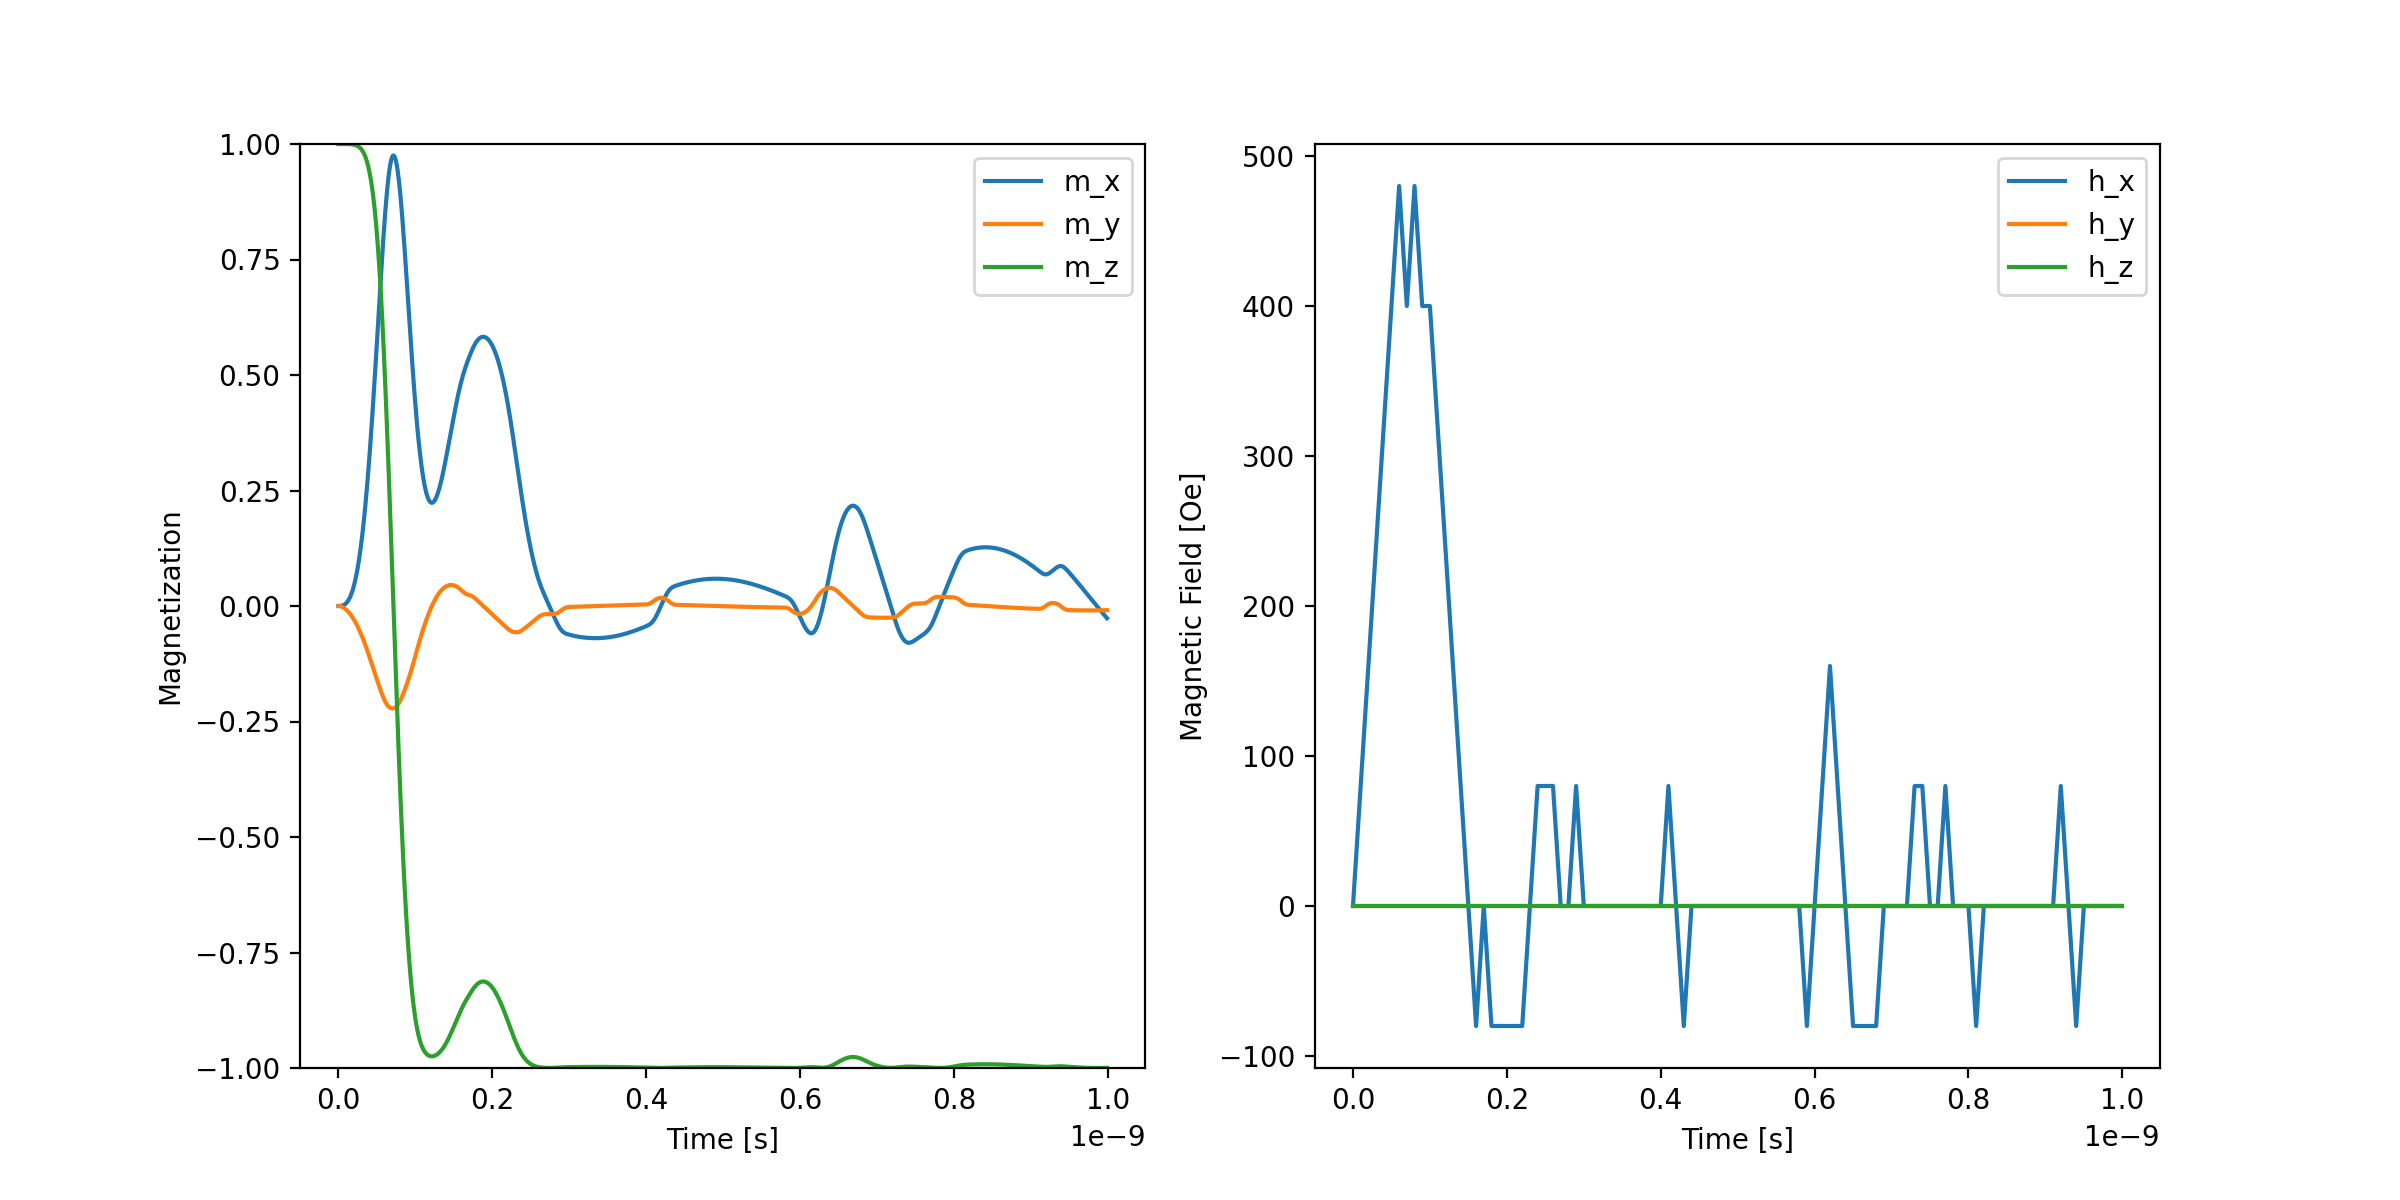 1.00
0.75
0.50
0.25
0.00
−0.25
−0.50
−0.75
−1.00
Magnetization
0.0 0.2 0.4 0.6 0.8 1.0
Time [s]
1e−9
m_x
m_y
m_z
500
400
300
200
100
0
−100
Magnetic Field [Oe]
0.0 0.2 0.4 0.6 0.8 1.0
Time [s]
1e−9
h_x
h_y
h_z